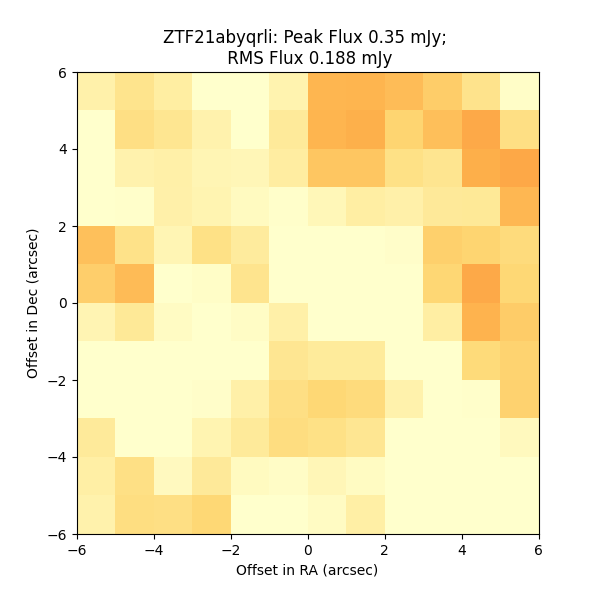 ZTF21abyqrli: Peak Flux 0.35 mJy;
RMS Flux 0.188 mJy
6
4
2
0
−2
−4
−6
Offset in Dec (arcsec)
−6 −4 −2 0 2 4 6
Offset in RA (arcsec)